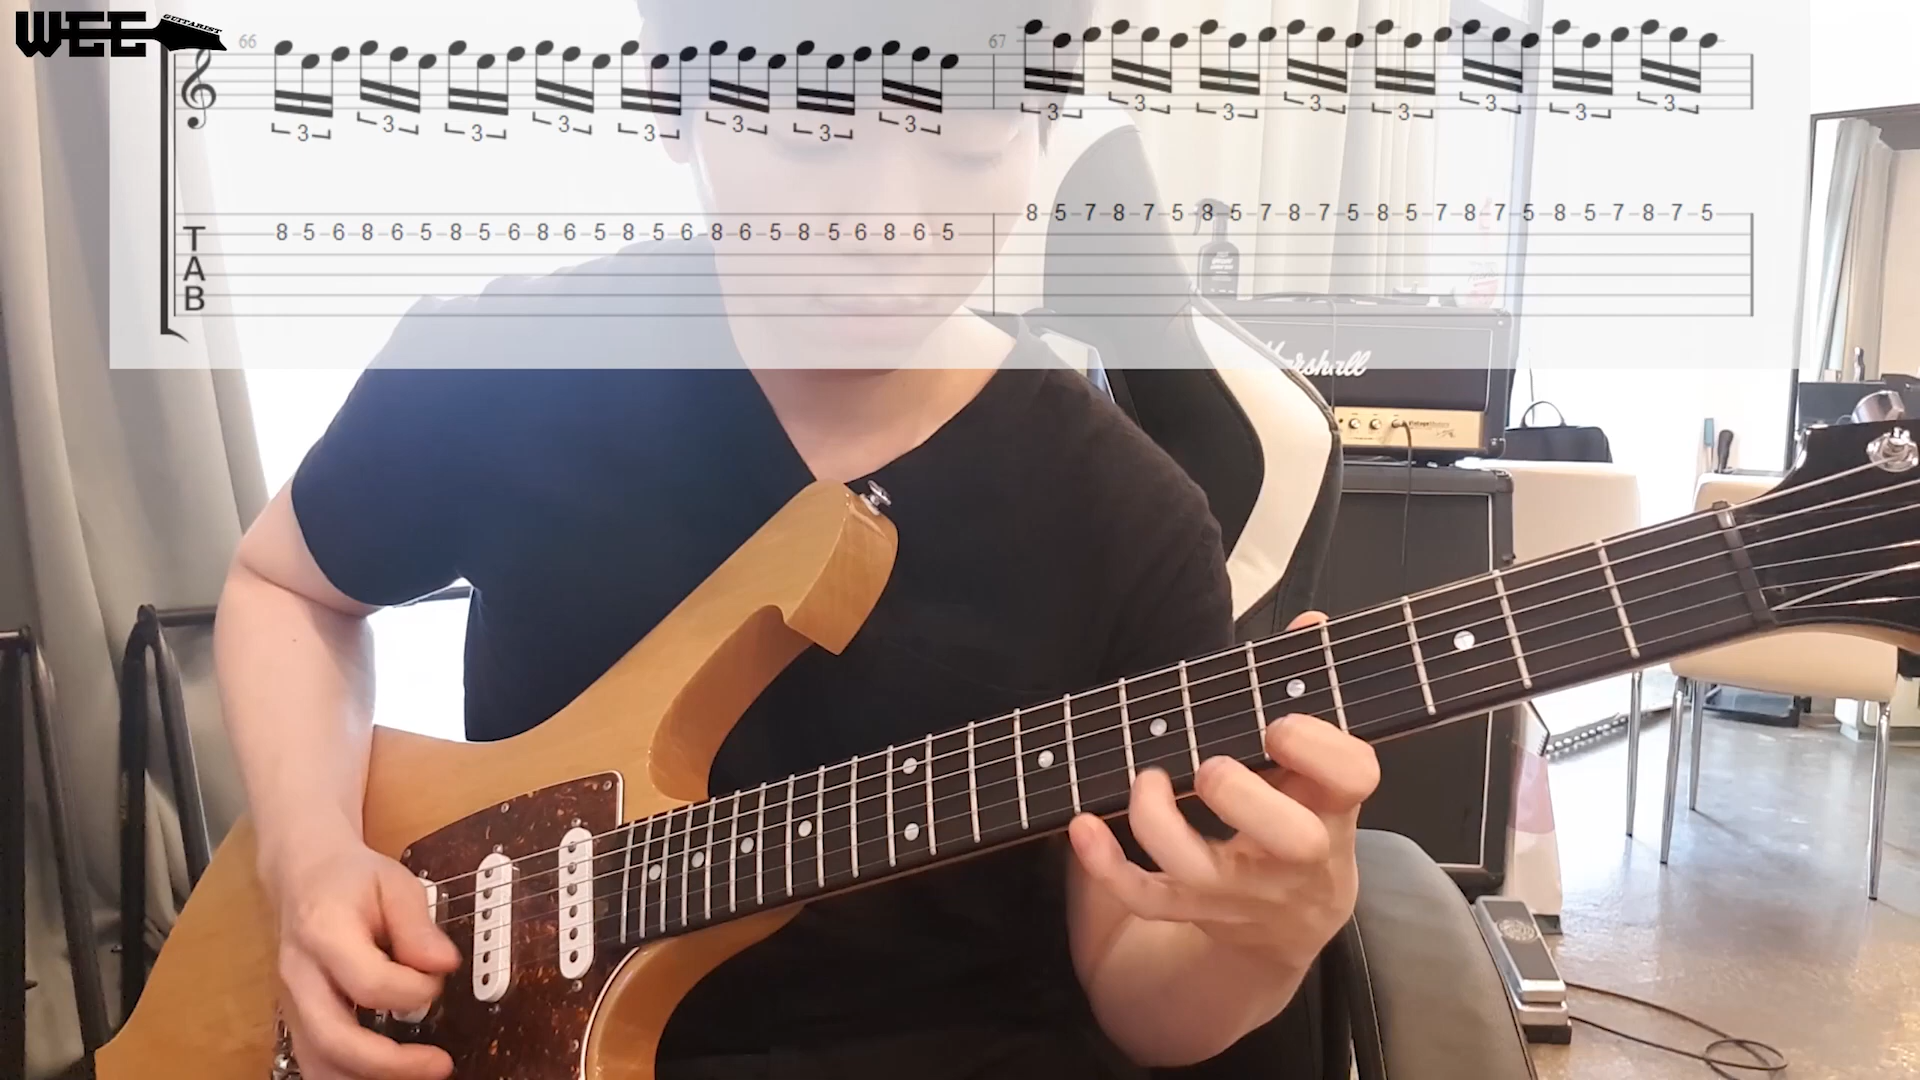 WEE GUITARIST
66 67
3 3 3 3 3 3 3 3 3 3 3 3 3 3 3 3
8 5 7 8 7 5 8 5 7 8 7 5 8 5 7 8 7 5 8 5 7 8 7 5
T 8 5 6 8 6 5 8 5 6 8 6 5 8 5 6 8 6 5 8 5 6 8 6 5
A
B
Marshall